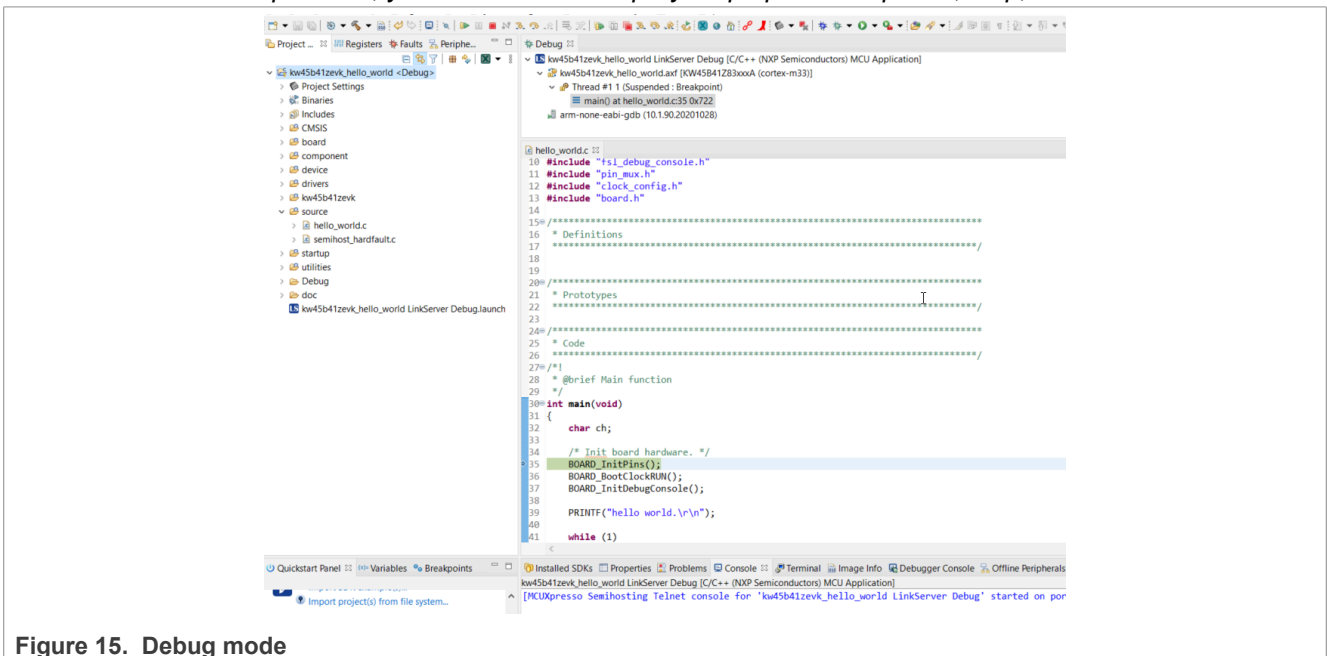 Project ... Registers Faults Periphe...
kw45b41zevk_hello_world <Debug>
Project Settings
Binaries
Includes
CMSIS
board
component
device
drivers
kw45b41zevk
source
hello_world.c
semihost_hardfault.c
startup
utilities
Debug
doc
kw45b41zevk_hello_world LinkServer Debug.launch
Debug
kw45b41zevk_hello_world LinkServer Debug [C/C++ (NXP Semiconductors) MCU Application]
kw45b41zevk_hello_world.axf [KW45B41Z83xxxA (cortex-m33)]
Thread #1 1 (Suspended : Breakpoint)
main() at hello_world.c:35 0x722
arm-none-eabi-gdb (10.1.90.20201028)
hello_world.c
10 #include "fsl_debug_console.h"
11 #include "pin_mux.h"
12 #include "clock_config.h"
13 #include "board.h"
14
15 /*******************************************************************************
16 * Definitions
17 ******************************************************************************/
18
19
20 /*******************************************************************************
21 * Prototypes
22 ******************************************************************************/
23
24 /*******************************************************************************
25 * Code
26 ******************************************************************************/
27 /*!
28 * @brief Main function
29 */
30 int main(void)
31 {
32 char ch;
33
34 /* Init board hardware. */
35 BOARD_InitPins();
36 BOARD_BootClockRUN();
37 BOARD_InitDebugConsole();
38
39 PRINTF("hello world.\r\n");
40
41 while (1)
Quickstart Panel Variables Breakpoints
Import project(s) from file system...
Installed SDKs Properties Problems Console Terminal Image Info Debugger Console Offline Peripherals
kw45b41zevk_hello_world LinkServer Debug [C/C++ (NXP Semiconductors) MCU Application]
[MCUXpresso Semihosting Telnet console for 'kw45b41zevk_hello_world LinkServer Debug' started on por
Figure 15. Debug mode